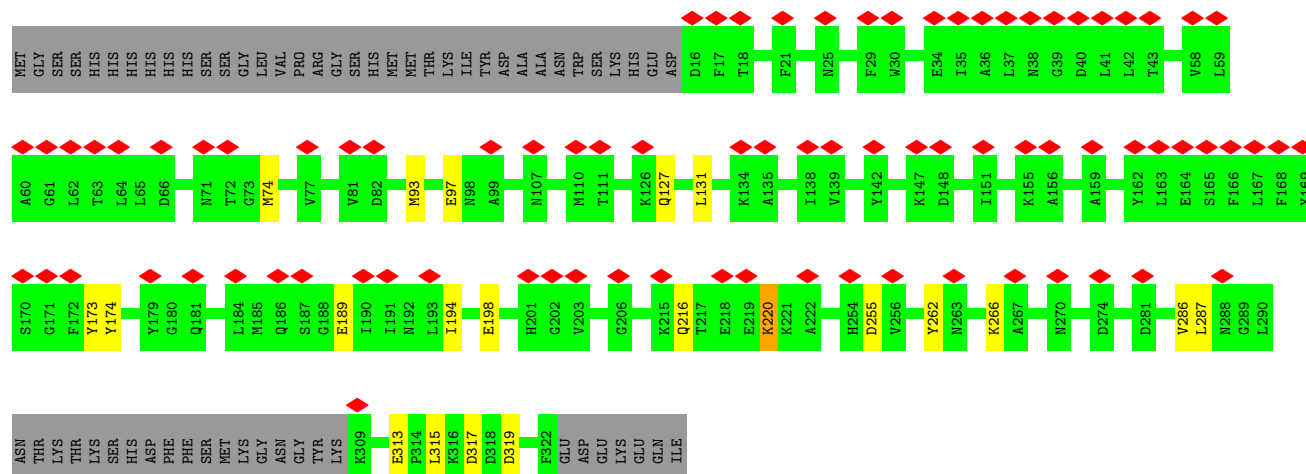 MET GLY SER SER HIS HIS HIS HIS HIS HIS SER SER GLY LEU VAL PRO ARG GLY SER HIS MET MET THR LYS ILE TYR ASP ALA ALA ASN TRP SER LYS HIS GLU ASP D16 F17 T18 F21 N25 F29 W30 E34 I35 A36 L37 N38 G39 D40 L41 L42 T43 V58 L59
A60 G61 L62 T63 L64 L65 D66 N71 T72 G73 M74 V77 V81 D82 M93 E97 N98 A99 N107 M110 T111 K126 Q127 L131 K134 A135 I138 V139 Y142 K147 D148 I151 K155 A156 A159 Y162 L163 E164 S165 F166 L167 F168 Y169
S170 G171 F172 Y173 Y174 Y179 G180 Q181 L184 M185 Q186 S187 G188 E189 I190 I191 N192 L193 I194 E198 H201 G202 V203 G206 K215 Q216 T217 E218 E219 K220 K221 A222 H254 D255 V256 Y262 N263 K266 A267 N270 D274 D281 V286 L287 N288 G289 L290
ASN THR LYS THR LYS SER HIS ASP PHE PHE SER MET LYS GLY ASN GLY TYR LYS K309 E313 P314 L315 K316 D317 D318 D319 F322 GLU ASP GLU LYS GLU GLN ILE